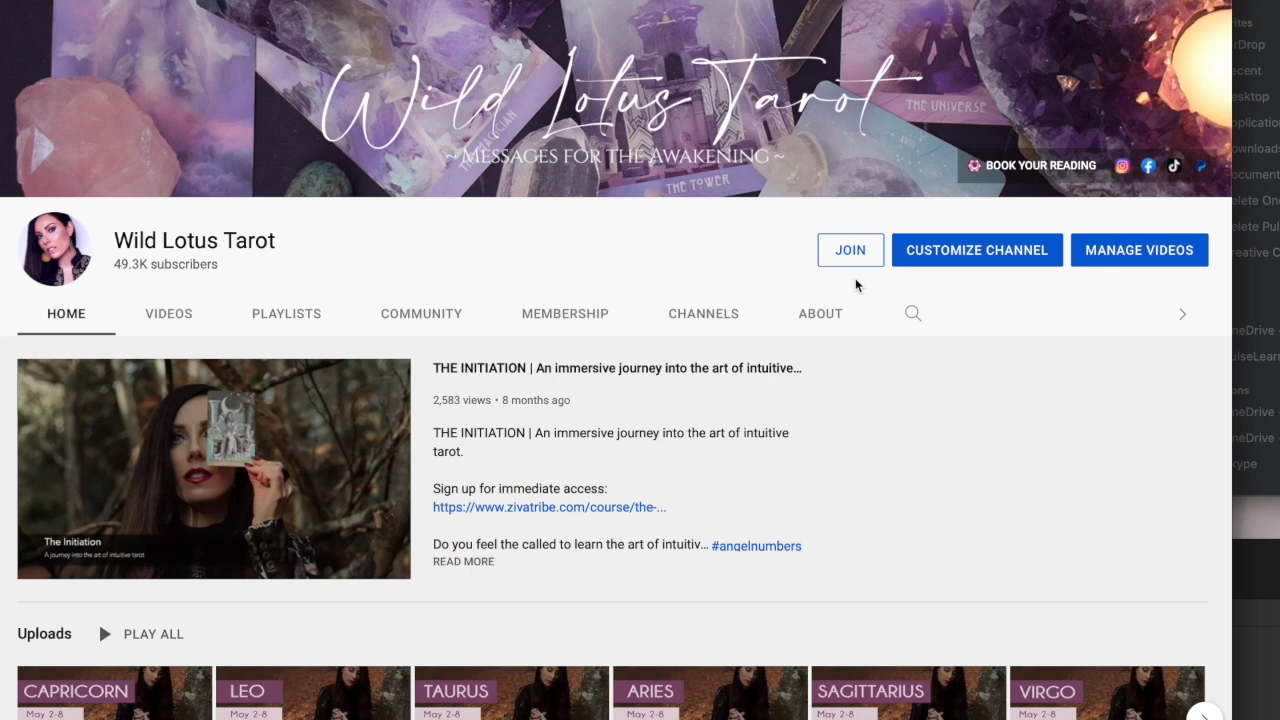 Wild Lotus Tarot
~ MESSAGES FOR THE AWAKENING ~
MAGICIAN
THE TOWER
THE UNIVERSE
BOOK YOUR READING
Wild Lotus Tarot
49.3K subscribers
JOIN
CUSTOMIZE CHANNEL
MANAGE VIDEOS
HOME
VIDEOS
PLAYLISTS
COMMUNITY
MEMBERSHIP
CHANNELS
ABOUT
The Initiation
A journey into the art of intuitive tarot
THE INITIATION | An immersive journey into the art of intuitive...
2,583 views • 8 months ago
THE INITIATION | An immersive journey into the art of intuitive
tarot.
Sign up for immediate access:
https://www.zivatribe.com/course/the-...
Do you feel the called to learn the art of intuitiv... #angelnumbers
READ MORE
Uploads
PLAY ALL
CAPRICORN
May 2-8
LEO
May 2-8
TAURUS
May 2-8
ARIES
May 2-8
SAGITTARIUS
May 2-8
VIRGO
May 2-8